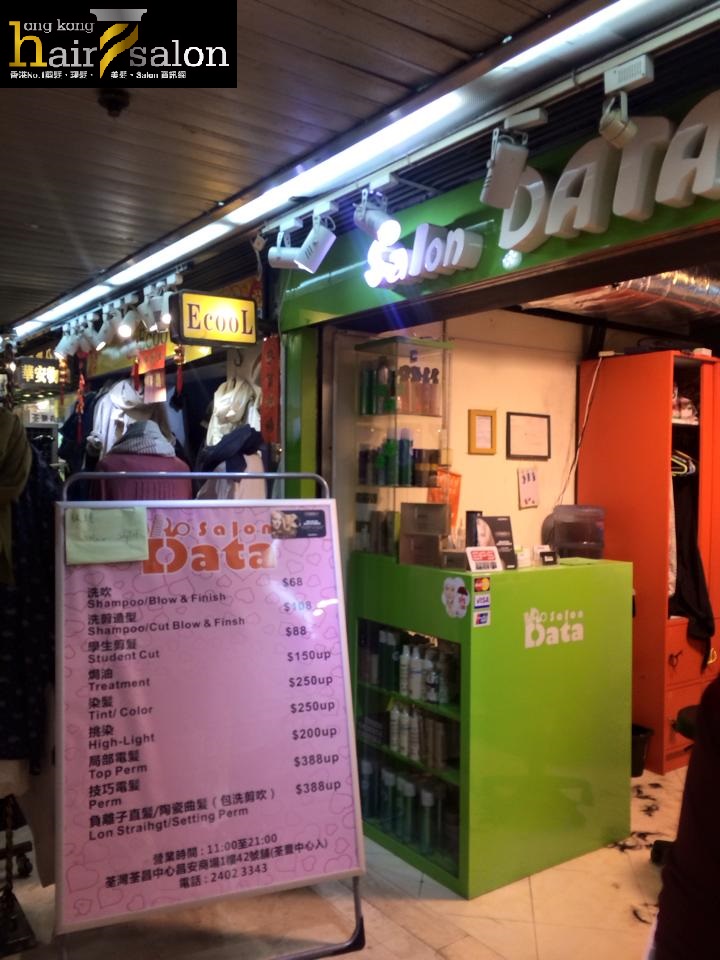 hong kong
hair salon
香港No.1剪髮、理髮、美髮、Salon 資訊網
Salon DATA
EcooL
Salon
Data
洗吹
Shampoo/Blow & Finish $68
洗剪造型
Shampoo/Cut Blow & Finsh $108
學生剪髮
Student Cut $88
焗油
Treatment $150up
染髮
Tint/ Color $250up
挑染
High-Light $250up
局部電髮
Top Perm $200up
技巧電髮
Perm $388up
負離子直髮/陶瓷曲髮（包洗剪吹）
Lon Straihgt/Setting Perm $388up
營業時間：11:00至21:00
荃灣荃昌中心昌安商場1樓42號舖(荃豐中心入)
電話：2402 3343
Salon
Data
VISA